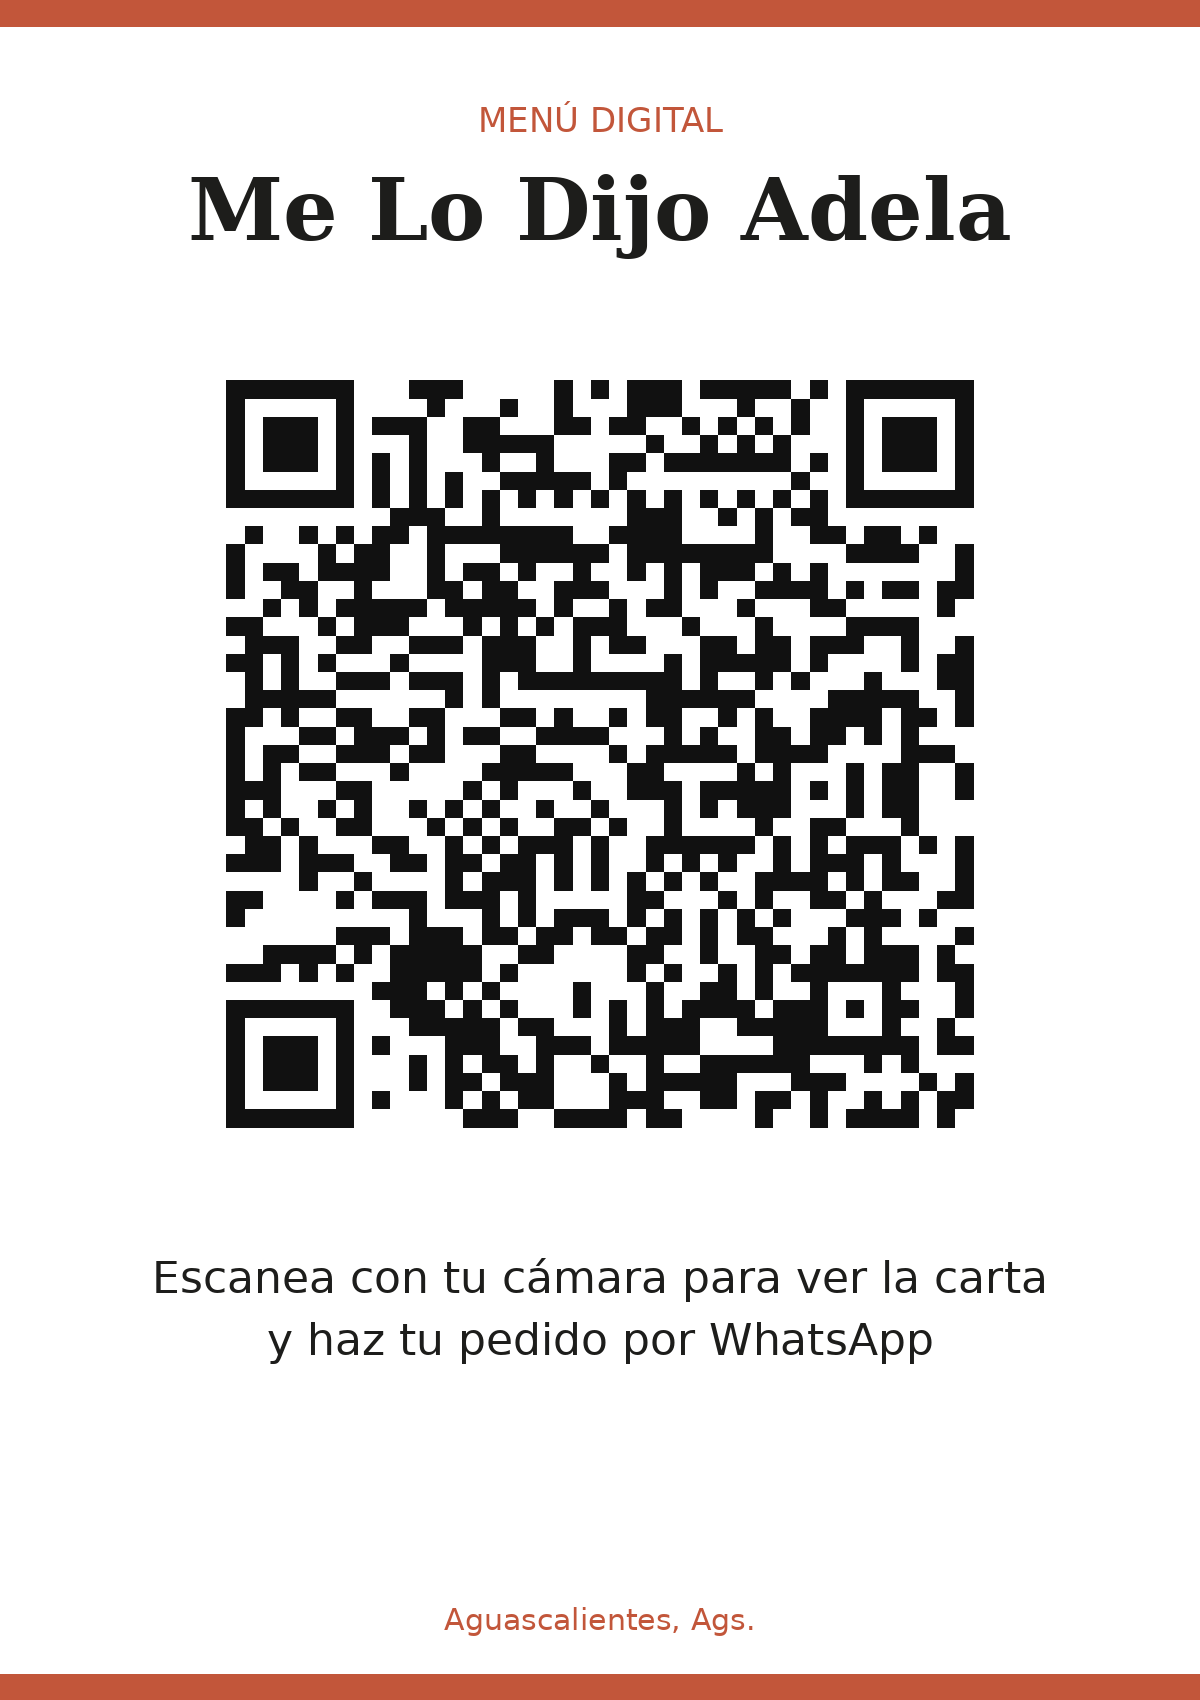 MENÚ DIGITAL
Me Lo Dijo Adela
Escanea con tu cámara para ver la carta
y haz tu pedido por WhatsApp
Aguascalientes, Ags.